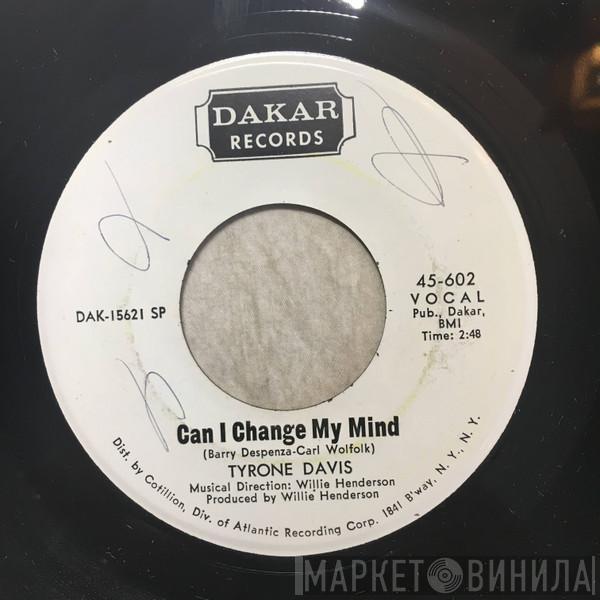 DAKAR
RECORDS
DAK-15621 SP
45-602
VOCAL
Pub., Dakar,
BMI
Time: 2:48
Can I Change My Mind
(Barry Despenza-Carl Wolfolk)
TYRONE DAVIS
Musical Direction: Willie Henderson
Produced by Willie Henderson
Dist. by Cotillion, Div. of Atlantic Recording Corp. 1841 B'way, N. Y., N. Y.
МАРКЕТ ВИНИЛА